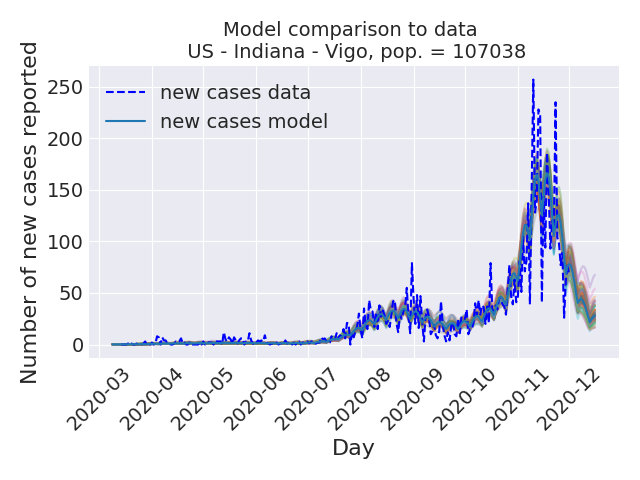 Model comparison to data
US - Indiana - Vigo, pop. = 107038
Number of new cases reported
250
200
150
100
50
0
new cases data
new cases model
2020-03
2020-04
2020-05
2020-06
2020-07
2020-08
2020-09
2020-10
2020-11
2020-12
Day